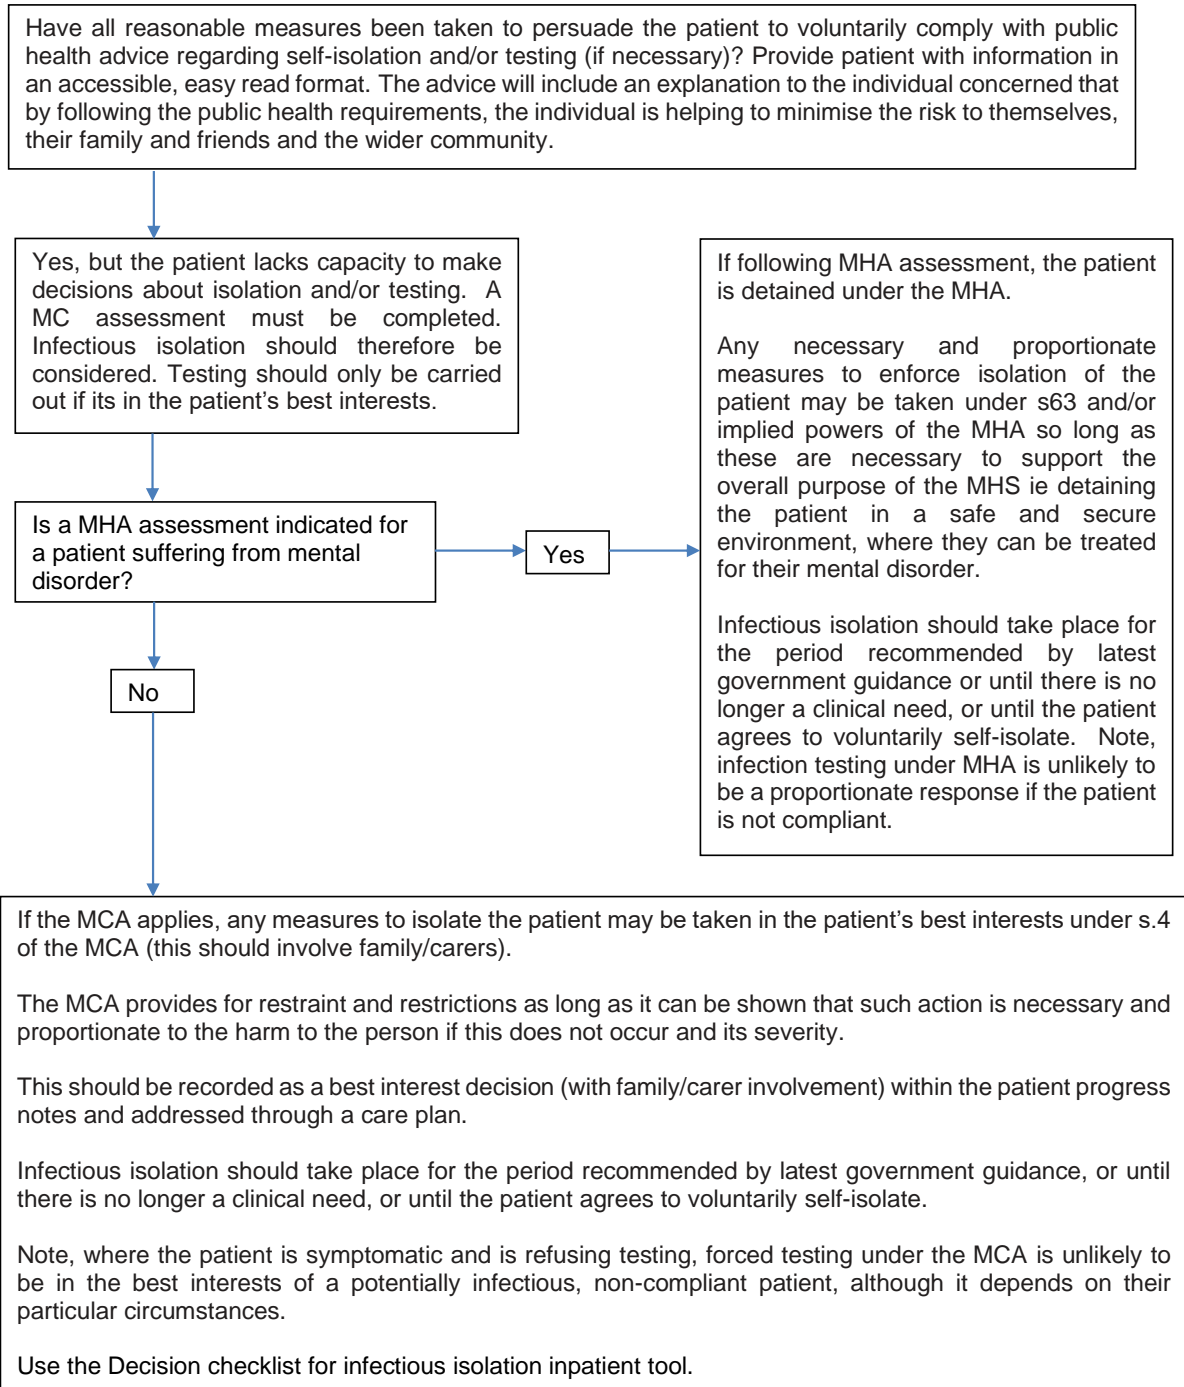 Have all reasonable measures been taken to persuade the patient to voluntarily comply with public
health advice regarding self-isolation and/or testing (if necessary)? Provide patient with information in
an accessible, easy read format. The advice will include an explanation to the individual concerned that
by following the public health requirements, the individual is helping to minimise the risk to themselves,
their family and friends and the wider community.
Yes, but the patient lacks capacity to make
decisions about isolation and/or testing. A
MC assessment must be completed.
Infectious isolation should therefore be
considered. Testing should only be carried
out if its in the patient’s best interests.
Is a MHA assessment indicated for
a patient suffering from mental
disorder?
Yes
If following MHA assessment, the patient
is detained under the MHA.
Any necessary and proportionate
measures to enforce isolation of the
patient may be taken under s63 and/or
implied powers of the MHA so long as
these are necessary to support the
overall purpose of the MHS ie detaining
the patient in a safe and secure
environment, where they can be treated
for their mental disorder.
Infectious isolation should take place for
the period recommended by latest
government guidance or until there is no
longer a clinical need, or until the patient
agrees to voluntarily self-isolate. Note,
infection testing under MHA is unlikely to
be a proportionate response if the patient
is not compliant.
No
If the MCA applies, any measures to isolate the patient may be taken in the patient’s best interests under s.4
of the MCA (this should involve family/carers).
The MCA provides for restraint and restrictions as long as it can be shown that such action is necessary and
proportionate to the harm to the person if this does not occur and its severity.
This should be recorded as a best interest decision (with family/carer involvement) within the patient progress
notes and addressed through a care plan.
Infectious isolation should take place for the period recommended by latest government guidance, or until
there is no longer a clinical need, or until the patient agrees to voluntarily self-isolate.
Note, where the patient is symptomatic and is refusing testing, forced testing under the MCA is unlikely to
be in the best interests of a potentially infectious, non-compliant patient, although it depends on their
particular circumstances.
Use the Decision checklist for infectious isolation inpatient tool.